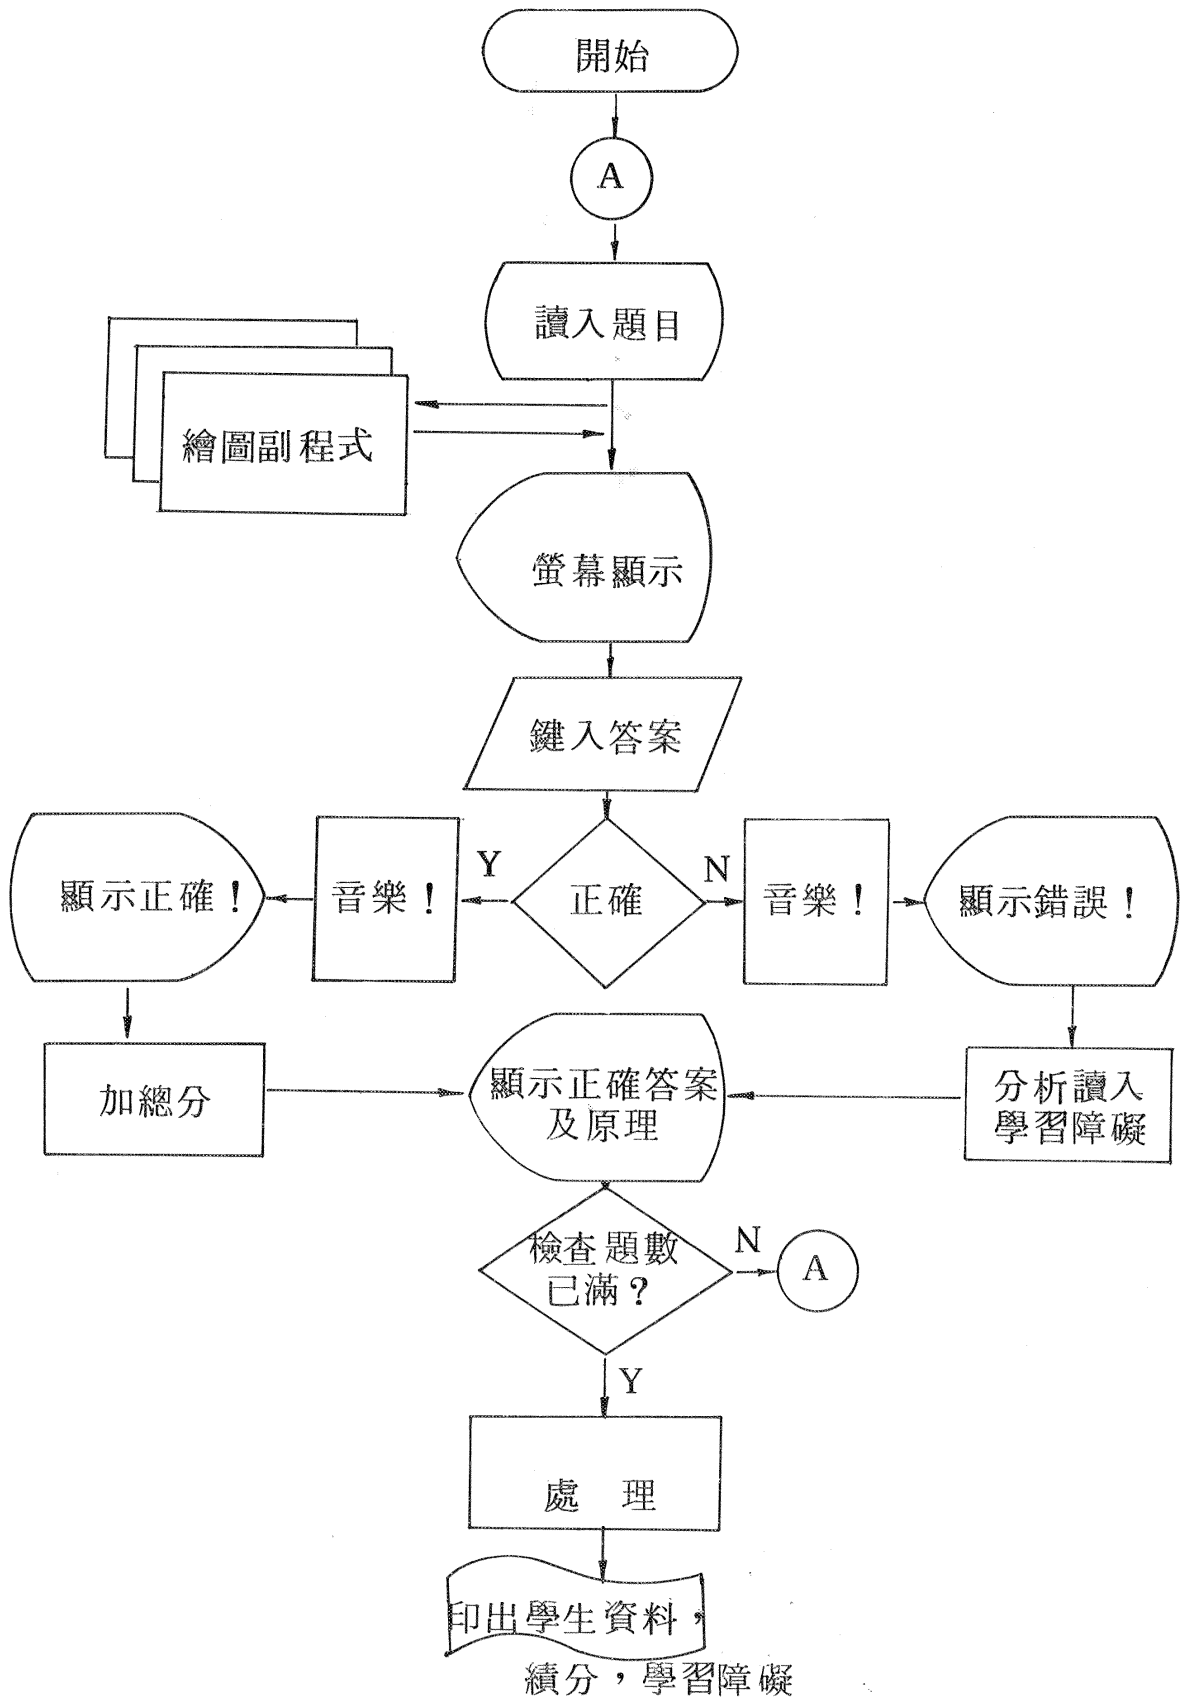 開始
A
讀入題目
繪圖副程式
螢幕顯示
鍵入答案
Y
N
顯示正確！
音樂！
正確
音樂！
顯示錯誤！
加總分
顯示正確答案
及原理
分析讀入
學習障礙
檢查題數
已滿？
N
A
Y
處 理
印出學生資料，
績分，學習障礙